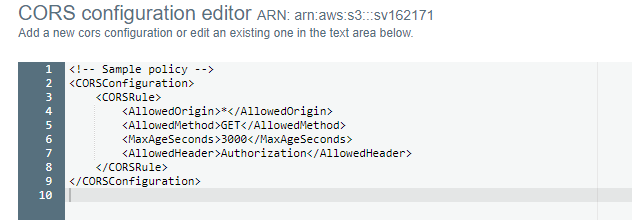 CORS configuration editor ARN: arn:aws:s3:::sv162171
Add a new cors configuration or edit an existing one in the text area below.
1 <!-- Sample policy -->
2 <CORSConfiguration>
3 <CORSRule>
4 <AllowedOrigin>*</AllowedOrigin>
5 <AllowedMethod>GET</AllowedMethod>
6 <MaxAgeSeconds>3000</MaxAgeSeconds>
7 <AllowedHeader>Authorization</AllowedHeader>
8 </CORSRule>
9 </CORSConfiguration>
10